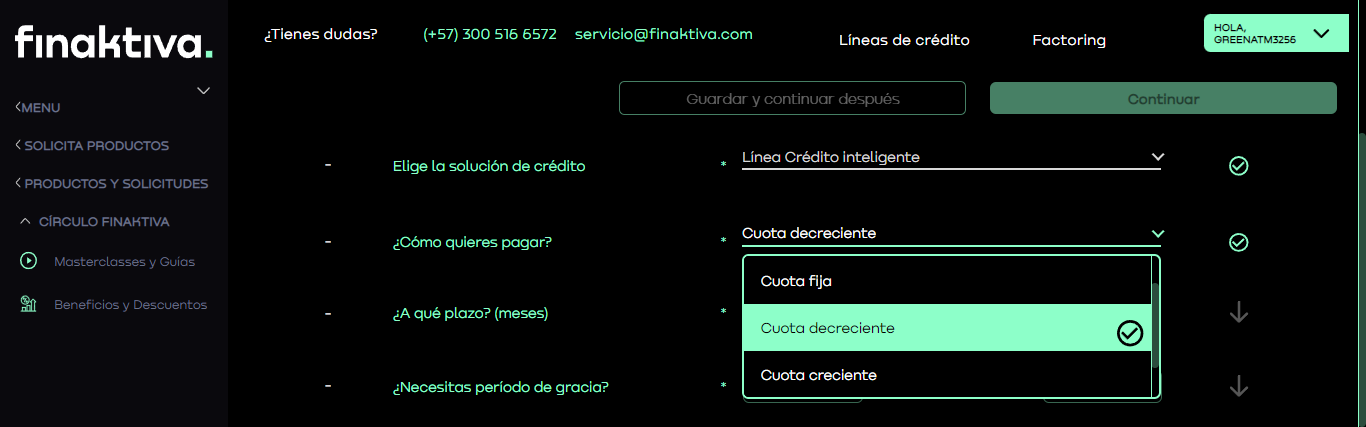 finaktiva.
¿Tienes dudas?
(+57) 300 516 6572
servicio@finaktiva.com
Líneas de crédito
Factoring
HOLA,
GREENATM3256
MENU
SOLICITA PRODUCTOS
PRODUCTOS Y SOLICITUDES
CÍRCULO FINAKTIVA
Masterclasses y Guias
Beneficios y Descuentos
Guardar y continuar después
Continuar
- Elige la solución de crédito * Línea Crédito inteligente
- ¿Cómo quieres pagar? * Cuota decreciente
Cuota fija
Cuota decreciente
Cuota creciente
- ¿A qué plazo? (meses) *
- ¿Necesitas período de gracia? *